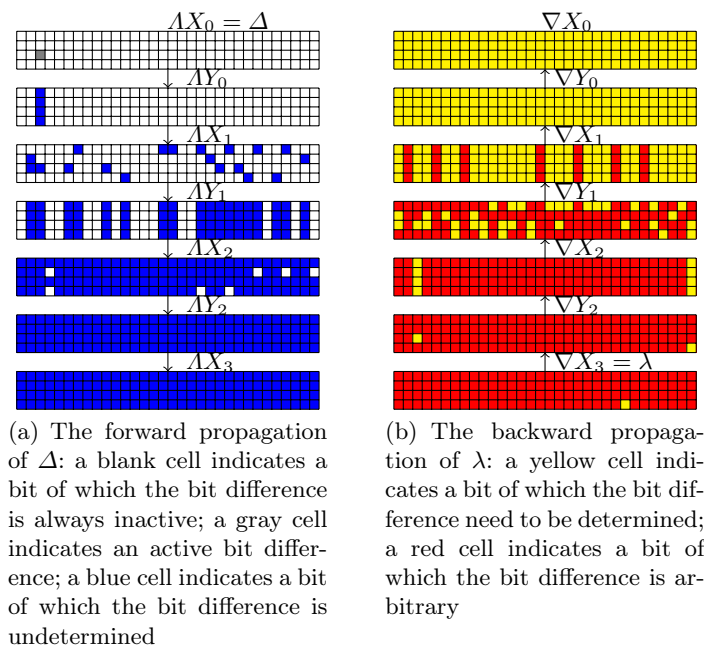 ΛX₀ = Δ
ΛY₀
ΛX₁
ΛY₁
ΛX₂
ΛY₂
ΛX₃
(a) The forward propagation
of Δ: a blank cell indicates a
bit of which the bit difference
is always inactive; a gray cell
indicates an active bit differ-
ence; a blue cell indicates a bit
of which the bit difference is
undetermined
∇X₀
∇Y₀
∇X₁
∇Y₁
∇X₂
∇Y₂
∇X₃ = λ
(b) The backward propaga-
tion of λ: a yellow cell indi-
cates a bit of which the bit dif-
ference need to be determined;
a red cell indicates a bit of
which the bit difference is ar-
bitrary